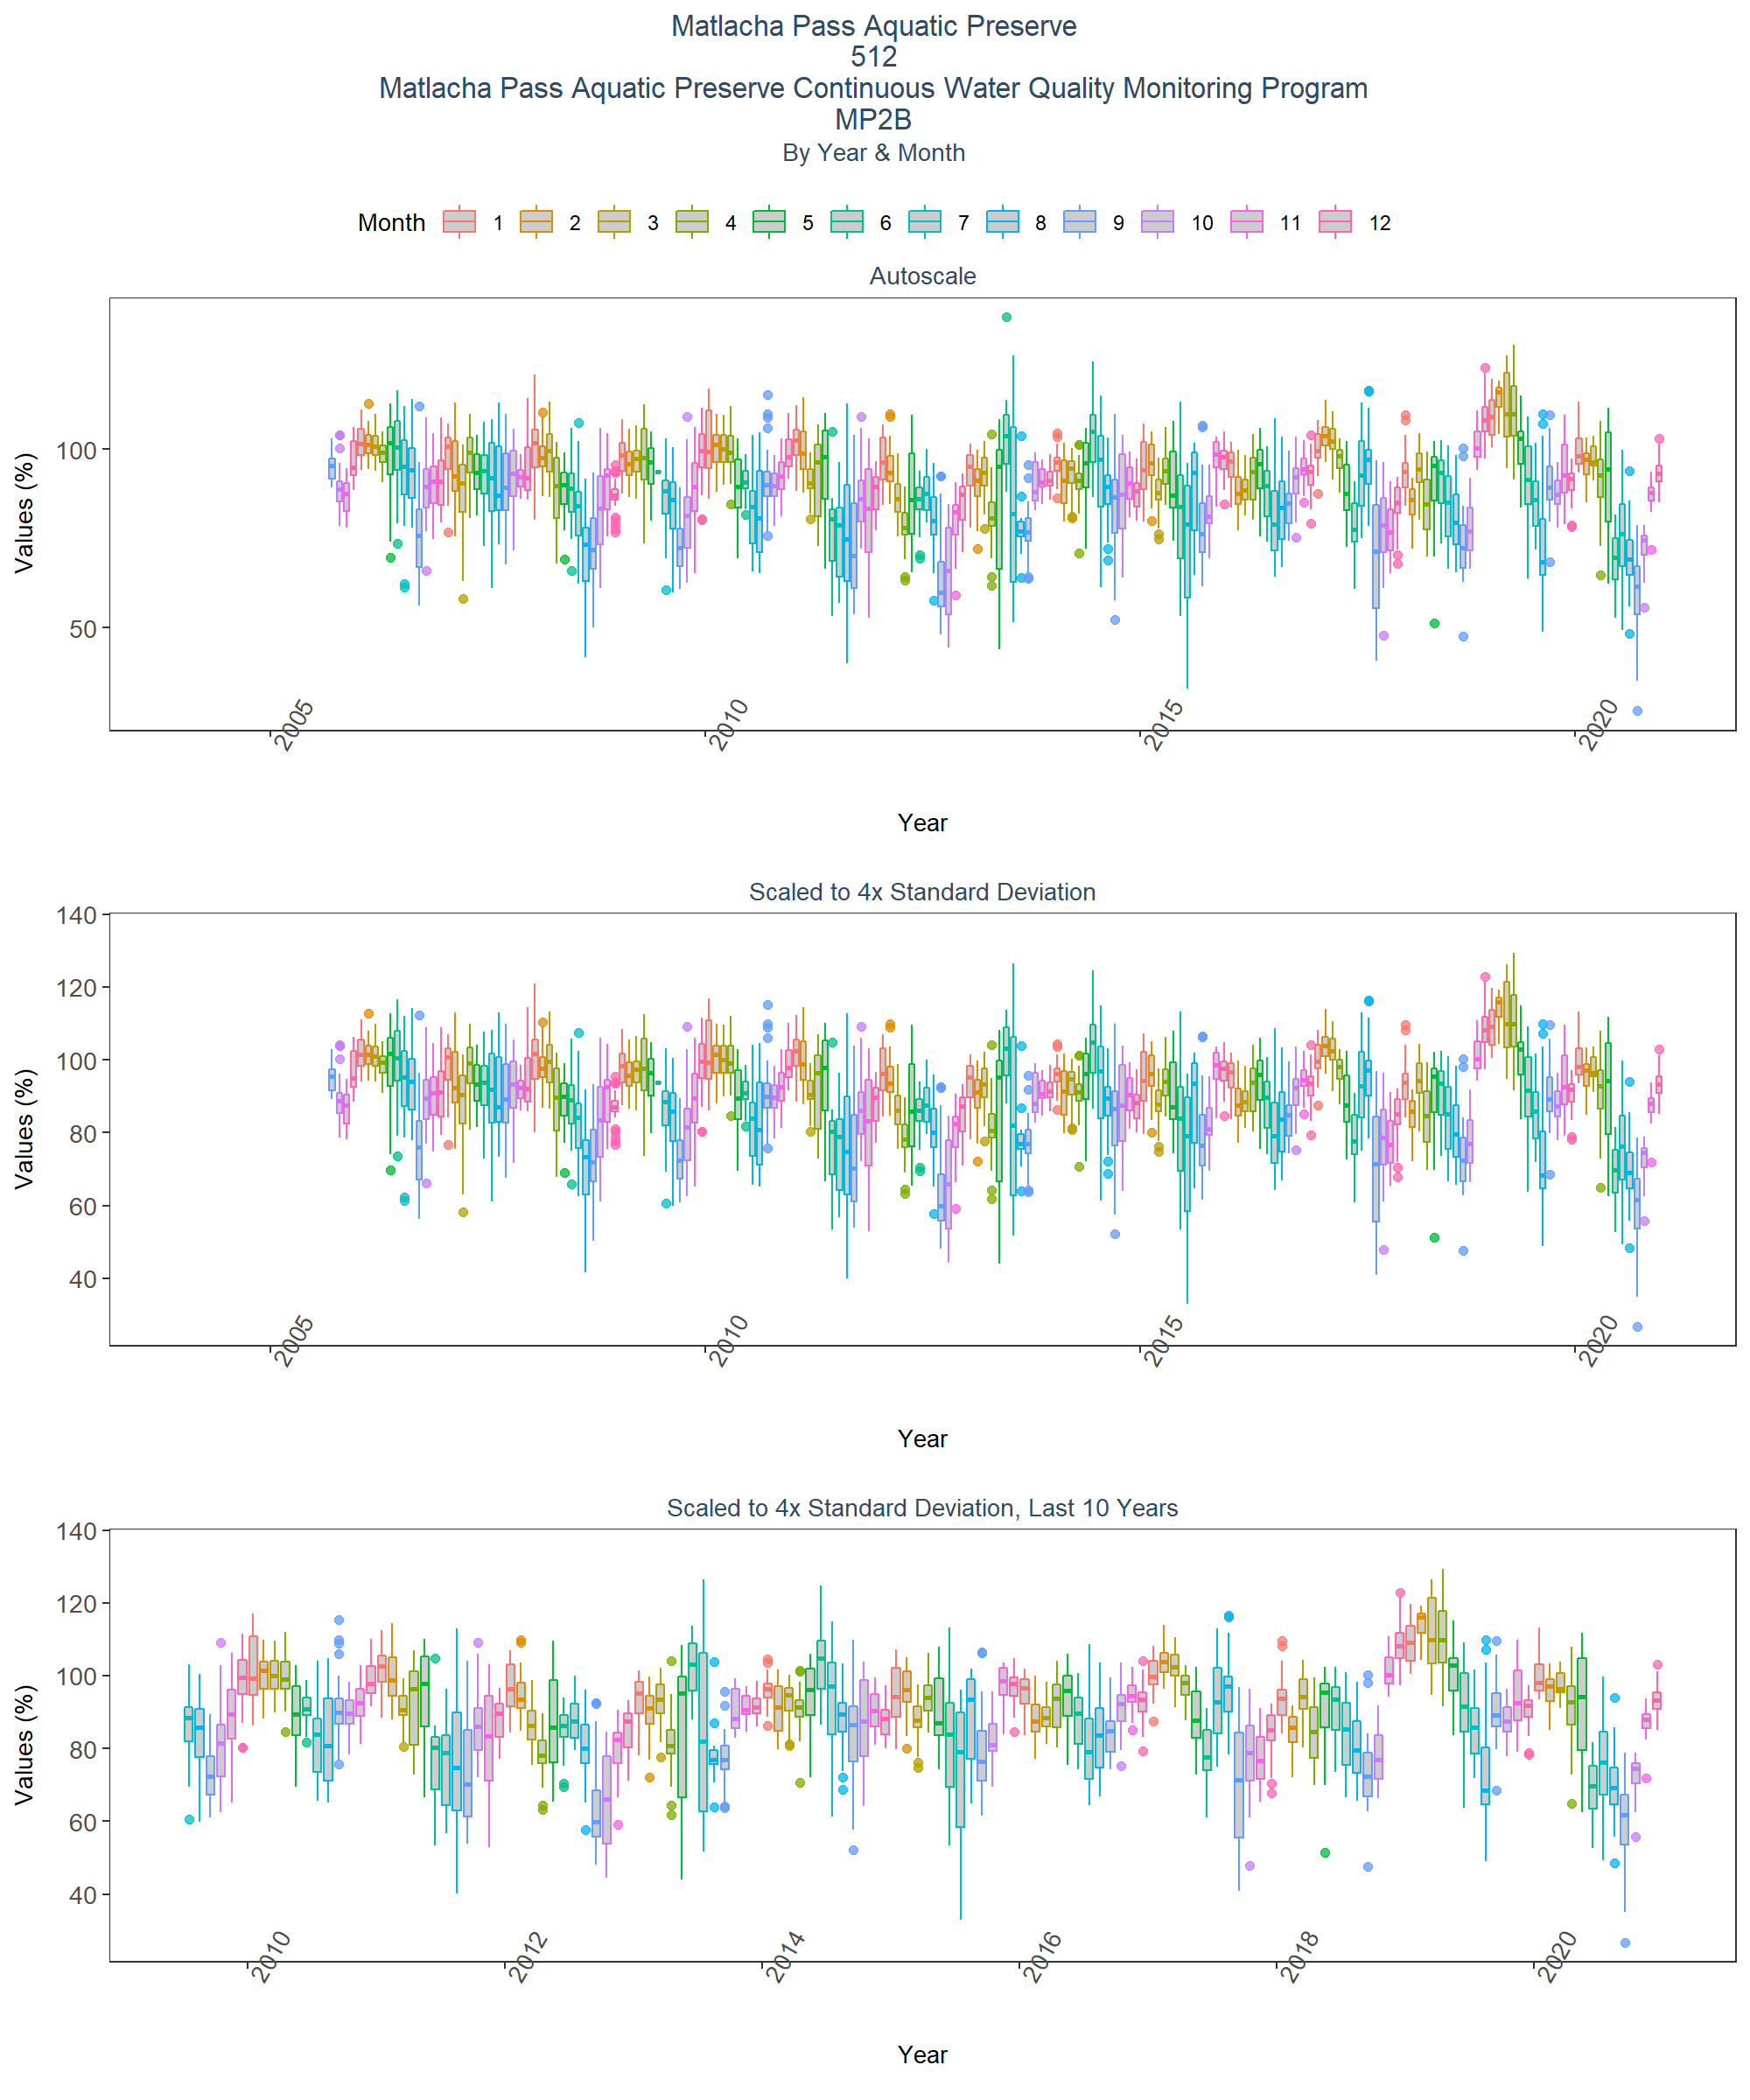 Matlacha Pass Aquatic Preserve
512
Matlacha Pass Aquatic Preserve Continuous Water Quality Monitoring Program
MP2B
By Year & Month
Month 1 2 3 4 5 6 7 8 9 10 11 12
Autoscale
Values (%)
100
50
2005 2010 2015 2020
Year
Scaled to 4x Standard Deviation
Values (%)
140
120
100
80
60
40
2005 2010 2015 2020
Year
Scaled to 4x Standard Deviation, Last 10 Years
Values (%)
140
120
100
80
60
40
2010 2012 2014 2016 2018 2020
Year